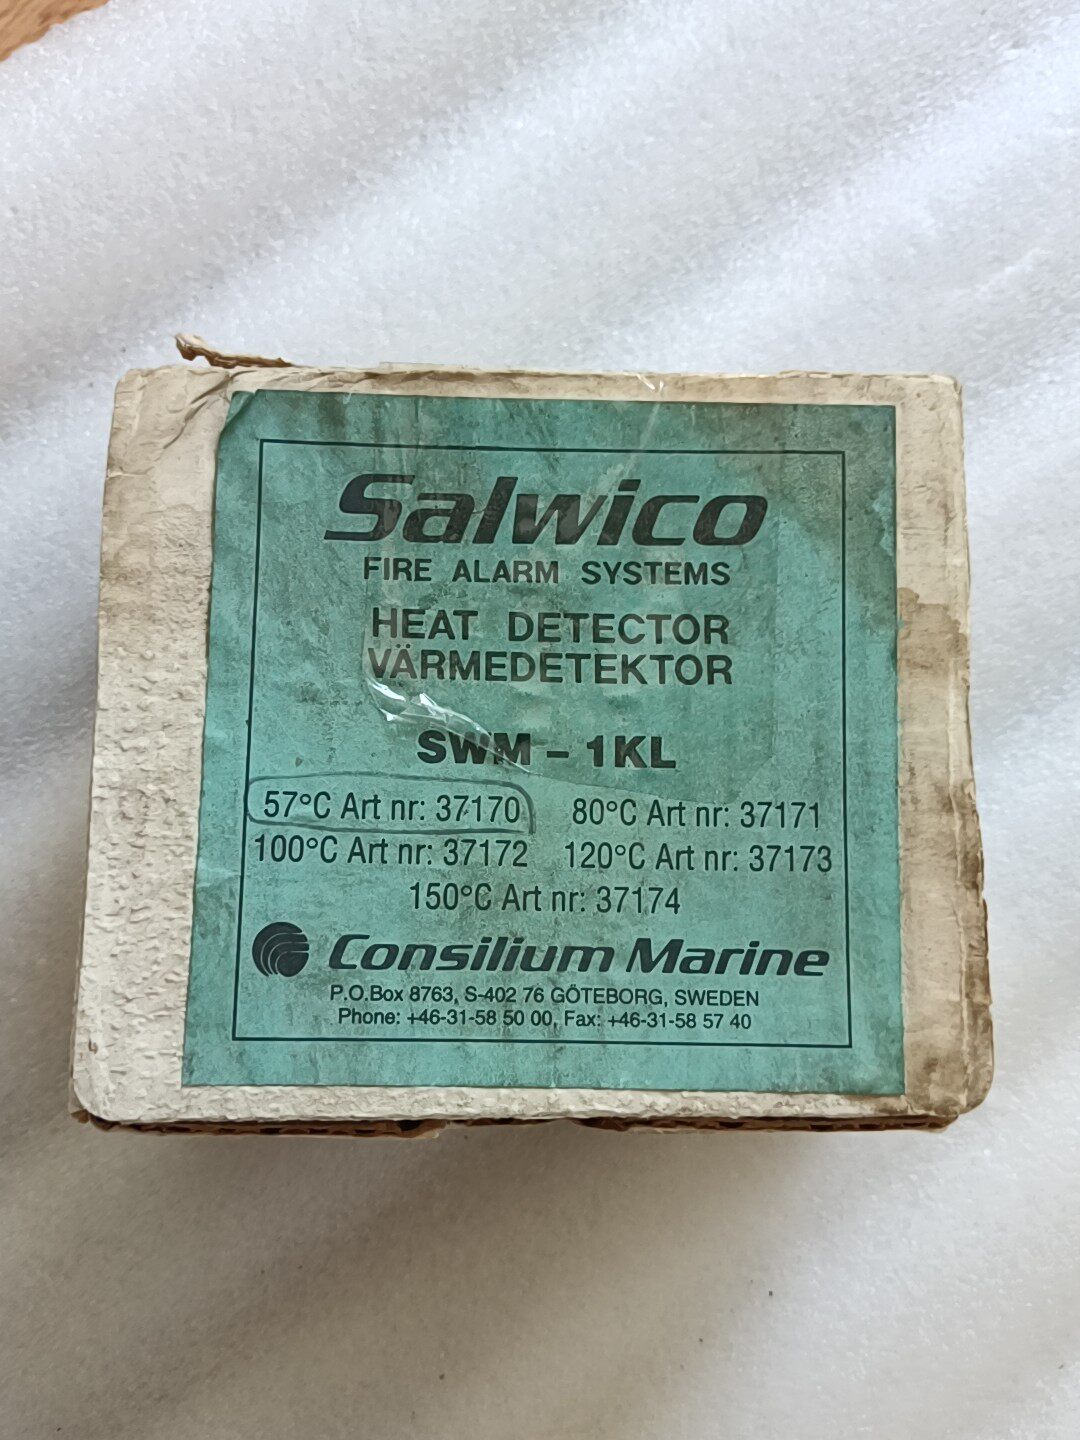 Salwico
FIRE ALARM SYSTEMS
HEAT DETECTOR
VÄRMEDETEKTOR
SWM - 1KL
57°C Art nr: 37170 80°C Art nr: 37171
100°C Art nr: 37172 120°C Art nr: 37173
150°C Art nr: 37174
Consilium Marine
P.O.Box 8763, S-402 76 GÖTEBORG, SWEDEN
Phone: +46-31-58 50 00, Fax: +46-31-58 57 40